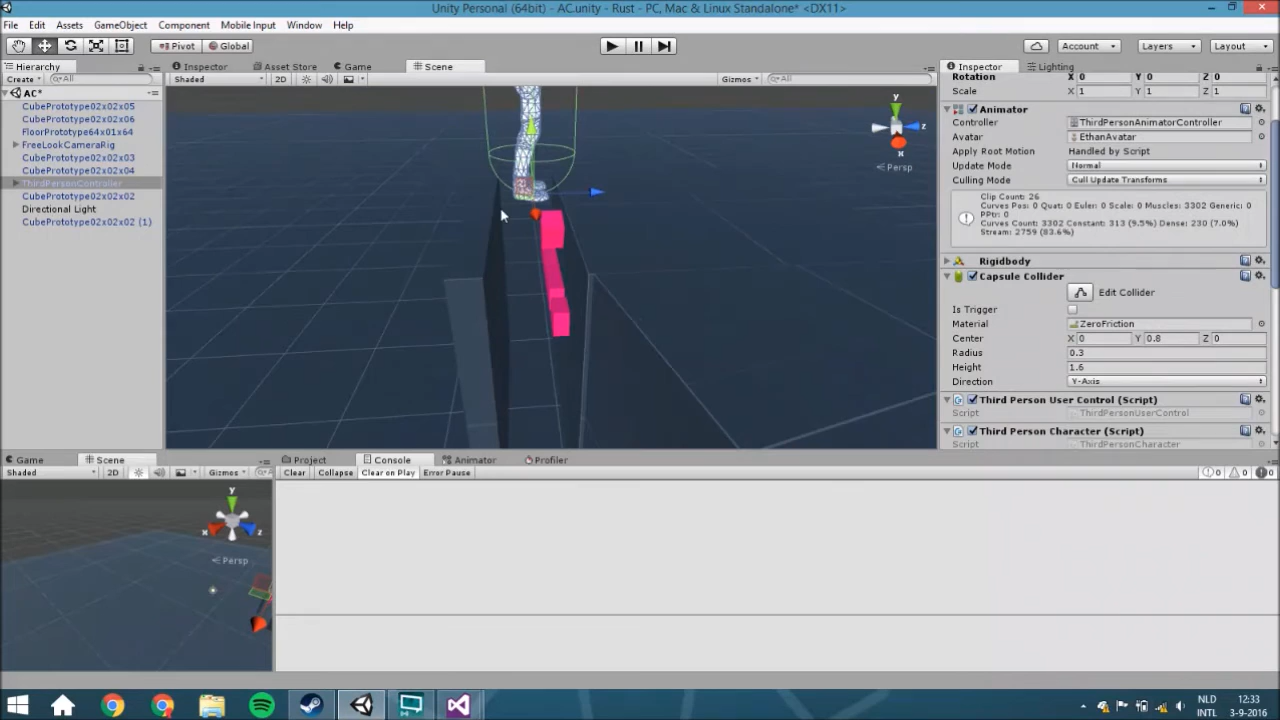 Unity Personal (64bit) - AC.unity - Rust - PC, Mac & Linux Standalone* <DX11>
File Edit Assets GameObject Component Mobile Input Window Help
Pivot Global Account Layers Layout
Hierarchy Inspector Asset Store Game Scene Inspector Lighting
Create All Shaded 2D Gizmos All
AC*
CubePrototype02x02x05
CubePrototype02x02x06
FloorPrototype64x01x64
FreeLookCameraRig
CubePrototype02x02x03
CubePrototype02x02x04
ThirdPersonController
CubePrototype02x02x02
Directional Light
CubePrototype02x02x02 (1)
y
z
x
Persp
Rotation X 0 Y 0 Z 0
Scale X 1 Y 1 Z 1
Animator
Controller ThirdPersonAnimatorController
Avatar EthanAvatar
Apply Root Motion Handled by Script
Update Mode Normal
Culling Mode Cull Update Transforms
Clip Count: 26
Curves Pos: 0 Quat: 0 Euler: 0 Scale: 0 Muscles: 3302 Generic: 0
PPtr: 0
Curves Count: 3302 Constant: 313 (9.5%) Dense: 230 (7.0%)
Stream: 2759 (83.6%)
Rigidbody
Capsule Collider
Edit Collider
Is Trigger
Material ZeroFriction
Center X 0 Y 0.8 Z 0
Radius 0.3
Height 1.6
Direction Y-Axis
Third Person User Control (Script)
Script ThirdPersonUserControl
Third Person Character (Script)
Script ThirdPersonCharacter
Game Scene Project Console Animator Profiler
Shaded 2D Gizmos Clear Collapse Clear on Play Error Pause 0 0 0
y
x z
Persp
NLD 12:33
INTL 3-9-2016